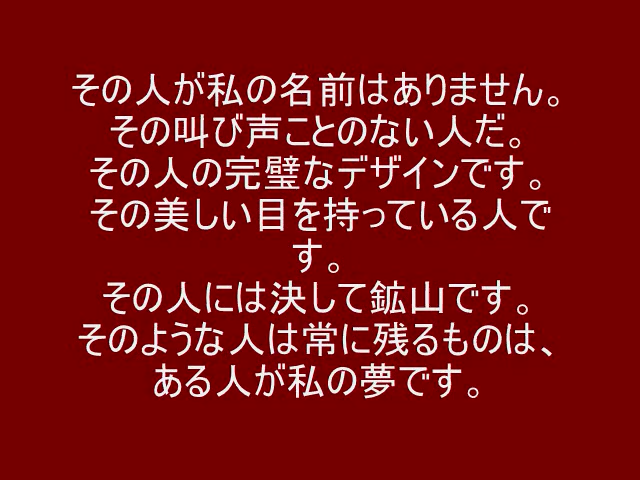 その人が私の名前はありません。
その叫び声ことのない人だ。
その人の完璧なデザインです。
その美しい目を持っている人で
す。
その人には決して鉱山です。
そのような人は常に残るものは、
ある人が私の夢です。